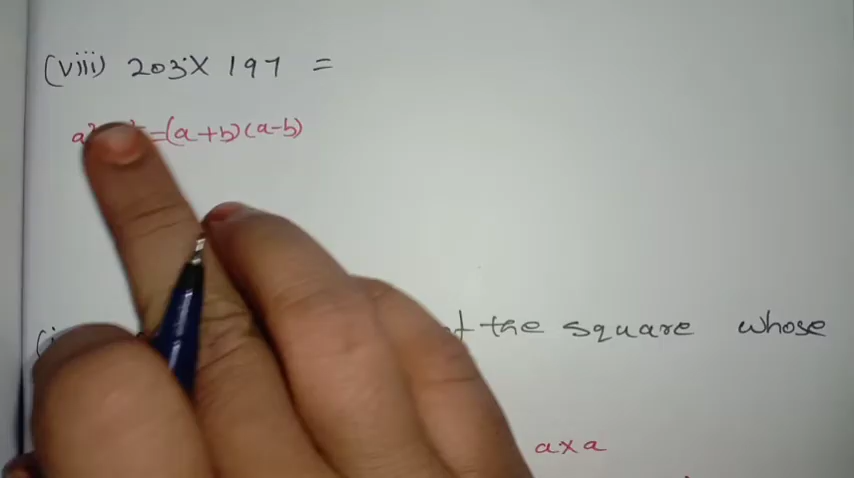 (viii) 203 X 197 =
=(a+b)(a-b)
the square whose
a x a